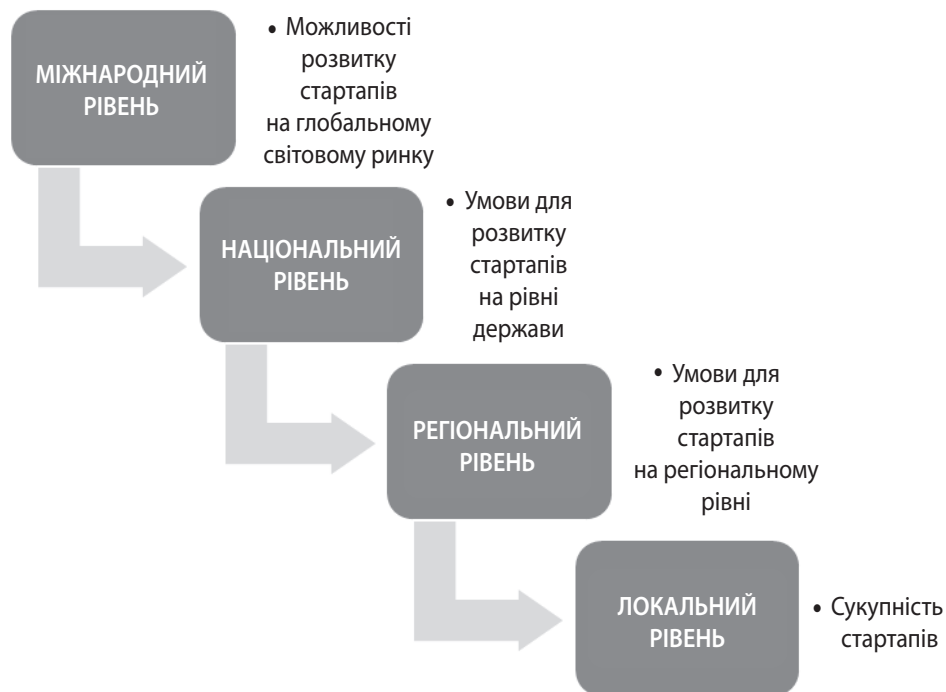 МІЖНАРОДНИЙ
РІВЕНЬ
• Можливості
розвитку
стартапів
на глобальному
світовому ринку
НАЦІОНАЛЬНИЙ
РІВЕНЬ
• Умови для
розвитку
стартапів
на рівні
держави
РЕГІОНАЛЬНИЙ
РІВЕНЬ
• Умови для
розвитку
стартапів
на регіональному
рівні
ЛОКАЛЬНИЙ
РІВЕНЬ
• Сукупність
стартапів